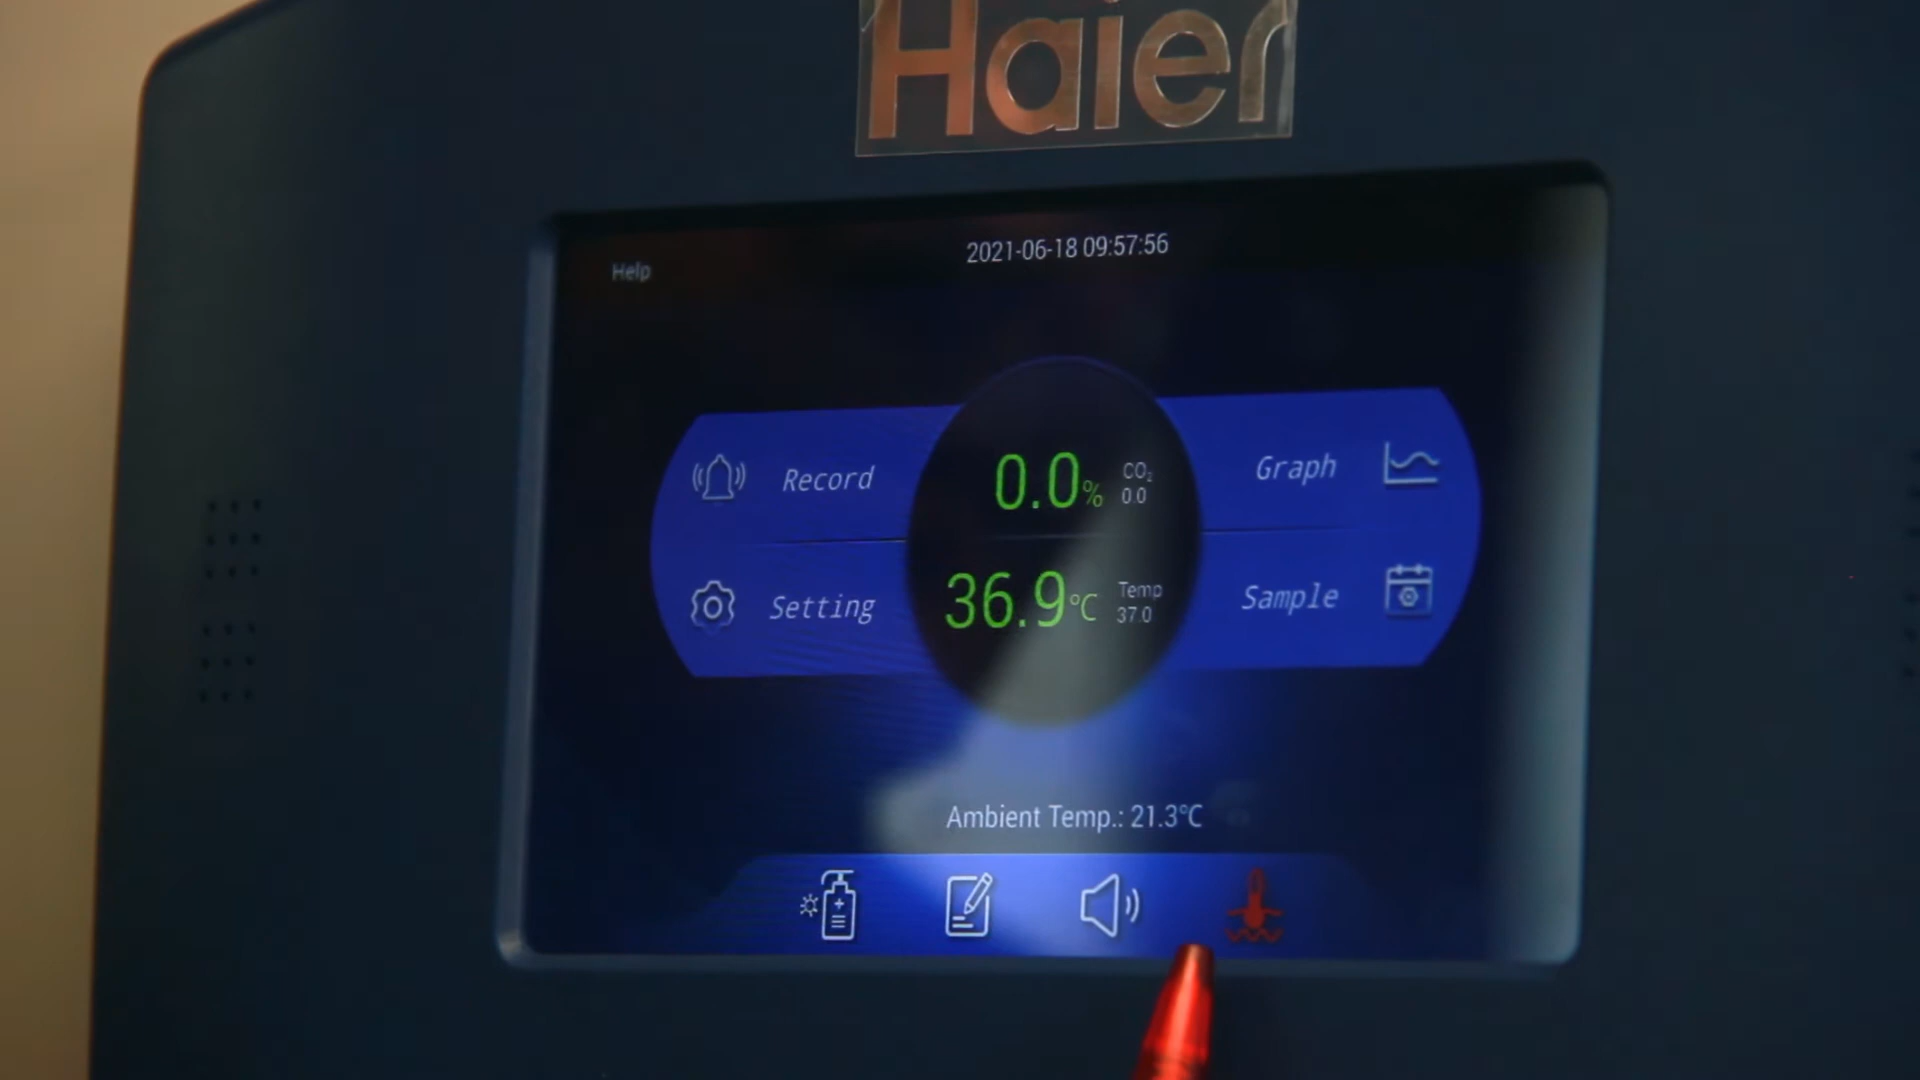 Haier
2021-06-18 09:57:56
Help
Record
0.0%
CO₂
0.0
Graph
Setting
36.9°C
Temp
37.0
Sample
Ambient Temp.: 21.3°C